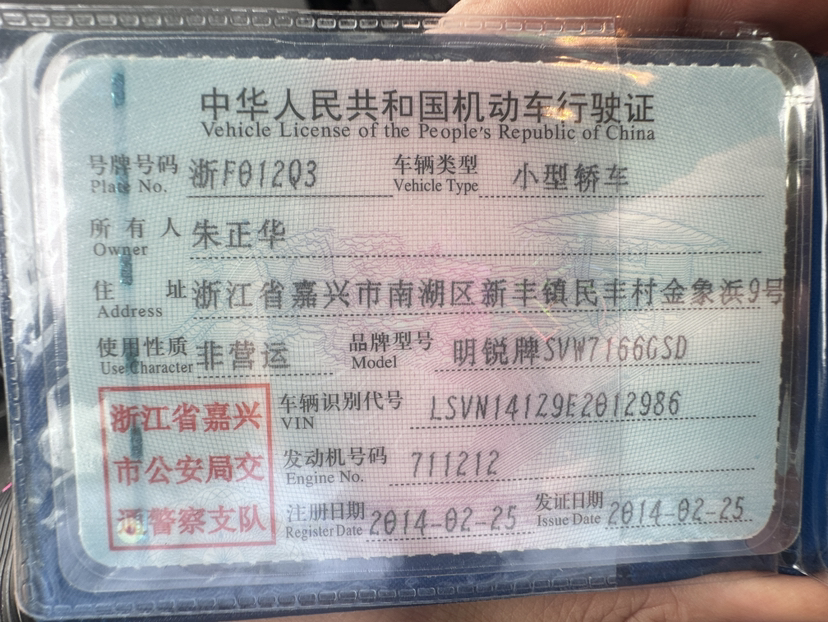 中华人民共和国机动车行驶证
Vehicle License of the People's Republic of China
号牌号码 浙F012Q3 车辆类型 小型轿车
Plate No. Vehicle Type
所有人 朱正华
Owner
住址 浙江省嘉兴市南湖区新丰镇民丰村金象浜9号
Address
使用性质 非营运 品牌型号 明锐牌SVW7166GSD
Use Character Model
浙江省嘉兴
市公安局交
通警察支队
车辆识别代号 LSVN141Z9E2012986
VIN
发动机号码 711212
Engine No.
注册日期 2014-02-25 发证日期 2014-02-25
Register Date Issue Date